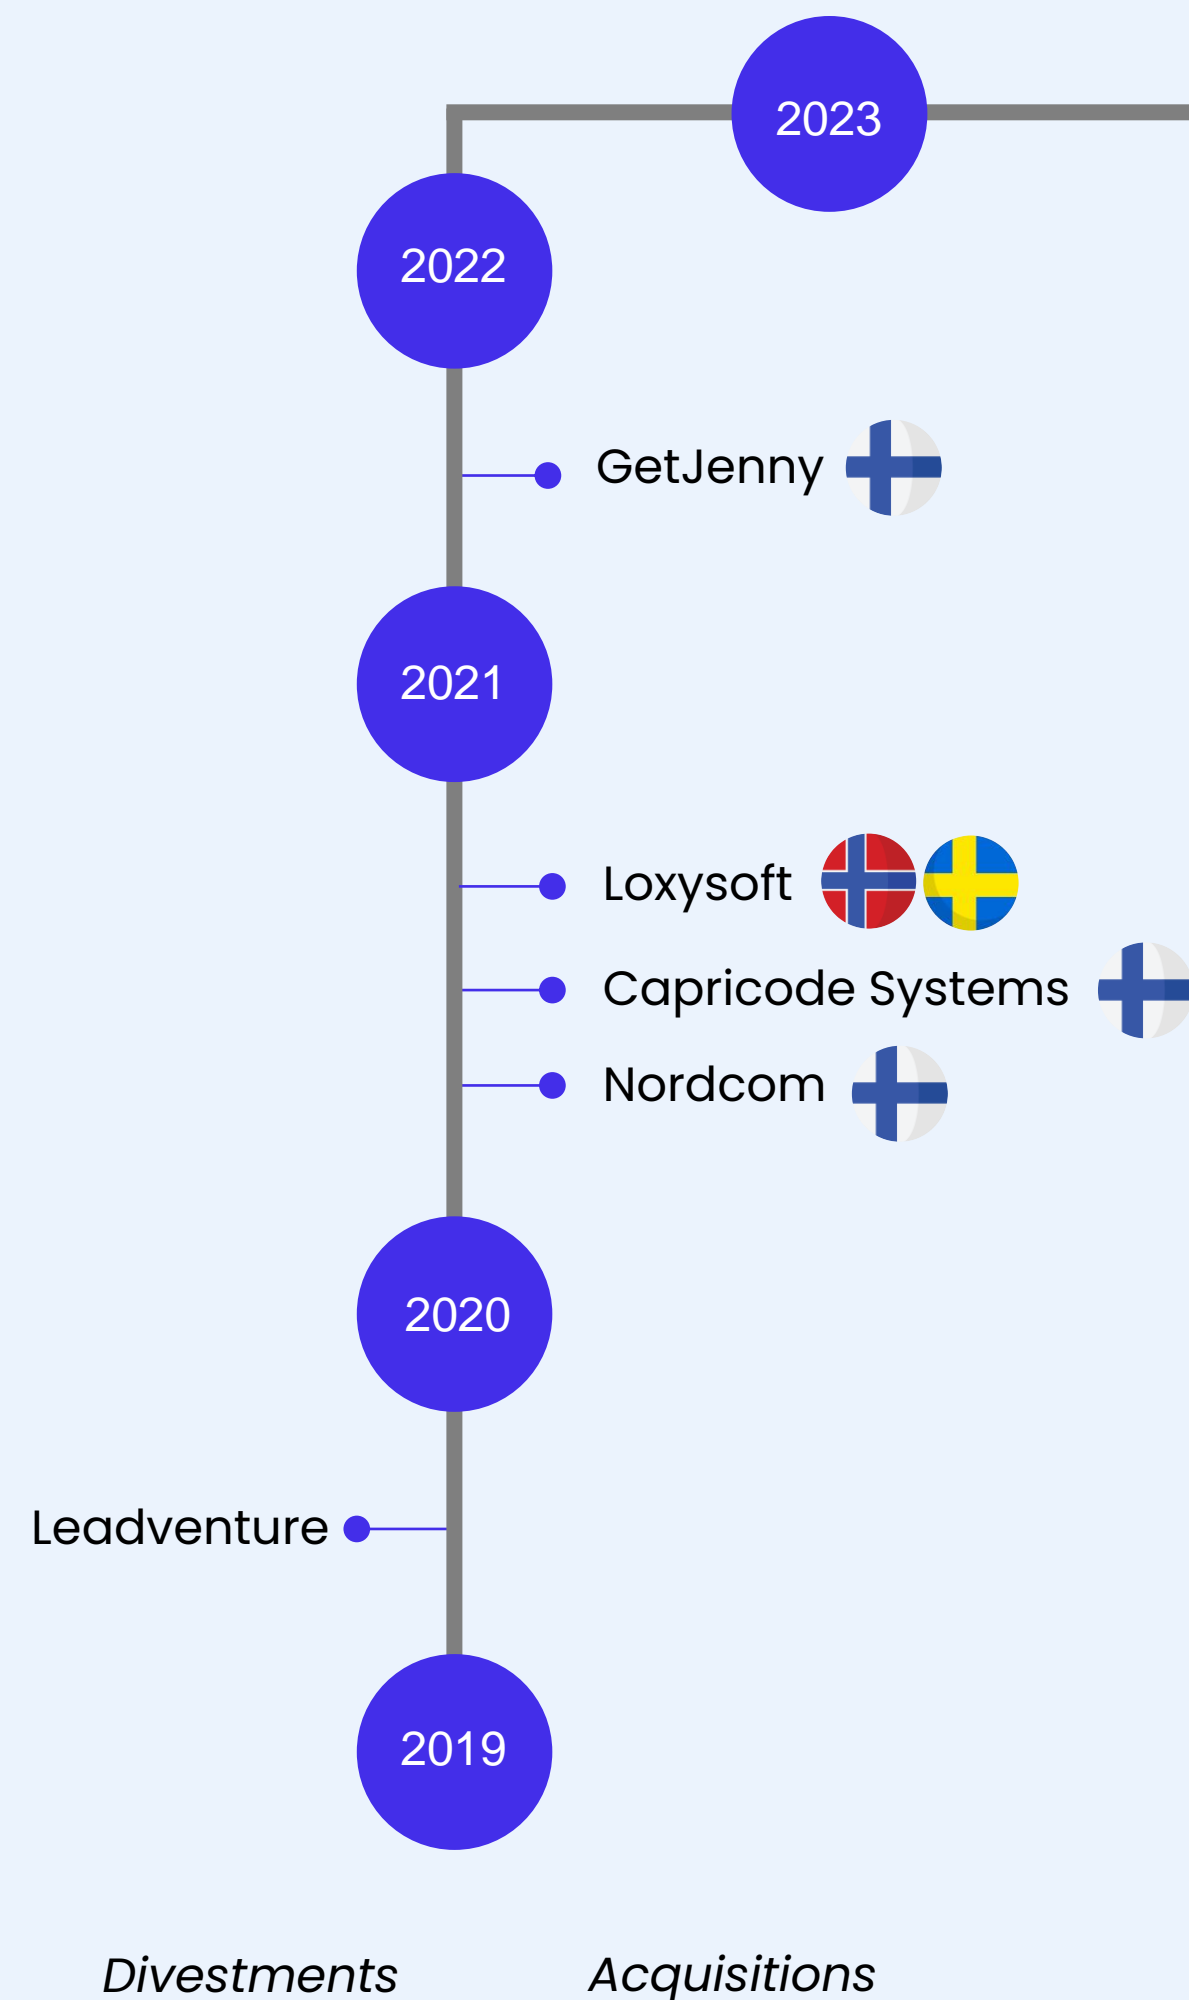 2023
2022
GetJenny
2021
Loxysoft
Capricode Systems
Nordcom
2020
Leadventure
2019
Divestments
Acquisitions